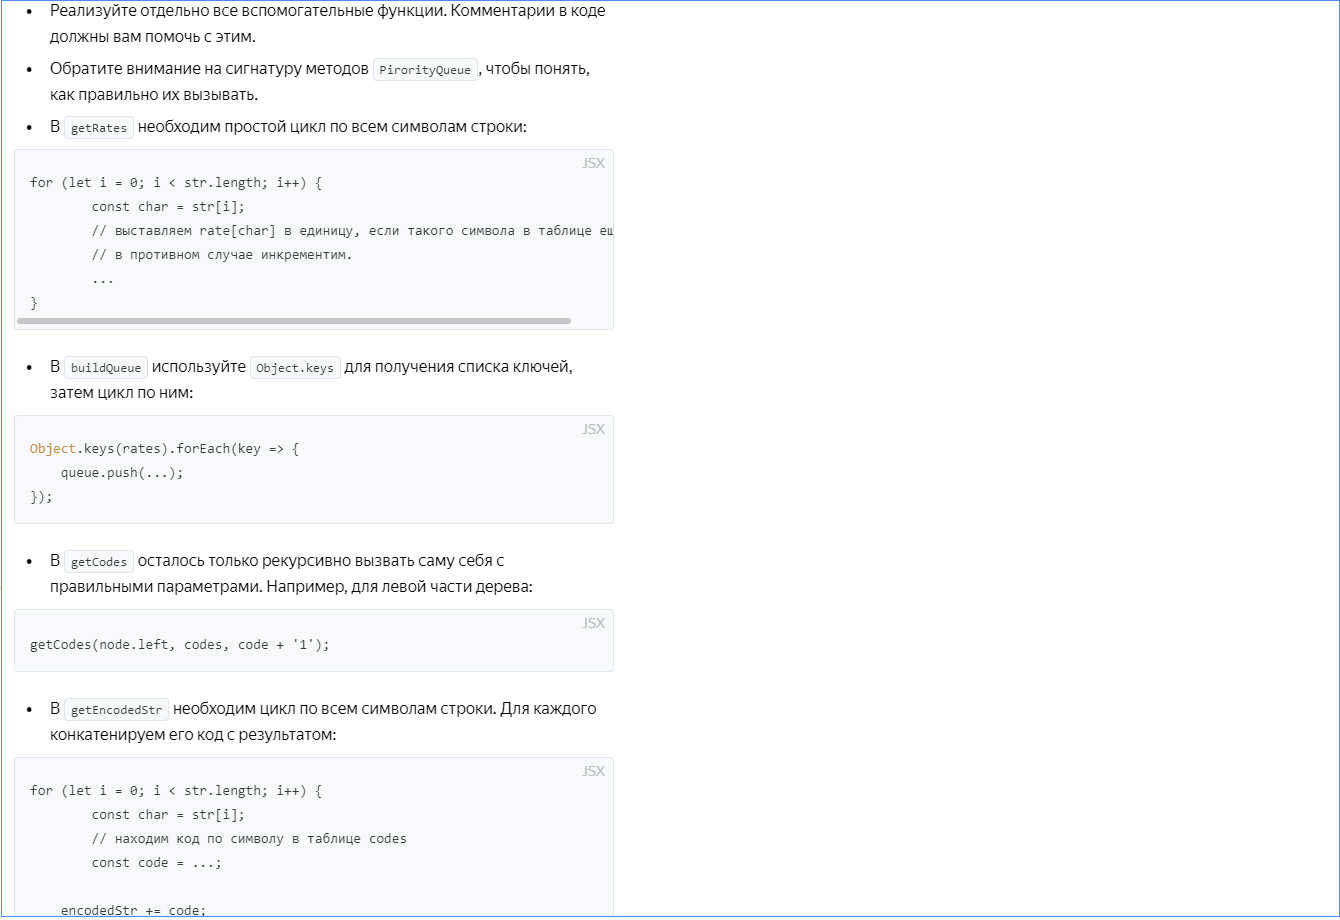 • Реализуйте отдельно все вспомогательные функции. Комментарии в коде
должны вам помочь с этим.
• Обратите внимание на сигнатуру методов PirorityQueue, чтобы понять,
как правильно их вызывать.
• В getRates необходим простой цикл по всем символам строки:
JSX
for (let i = 0; i < str.length; i++) {
        const char = str[i];
        // выставляем rate[char] в единицу, если такого символа в таблице ещ
        // в противном случае инкрементим.
        ...
}
• В buildQueue используйте Object.keys для получения списка ключей,
затем цикл по ним:
JSX
Object.keys(rates).forEach(key => {
    queue.push(...);
});
• В getCodes осталось только рекурсивно вызвать саму себя с
правильными параметрами. Например, для левой части дерева:
JSX
getCodes(node.left, codes, code + '1');
• В getEncodedStr необходим цикл по всем символам строки. Для каждого
конкатенируем его код с результатом:
JSX
for (let i = 0; i < str.length; i++) {
        const char = str[i];
        // находим код по символу в таблице codes
        const code = ...;
    encodedStr += code;